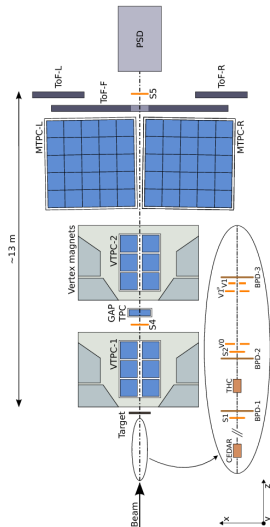 PSD
ToF-L
ToF-F
ToF-R
S5
MTPC-L
MTPC-R
~13 m
Vertex magnets
VTPC-2
GAP
TPC
S4
VTPC-1
Target
Beam
CEDAR
S1
BPD-1
THC
S2
V0
BPD-2
V1'
V1
BPD-3
x
y
z